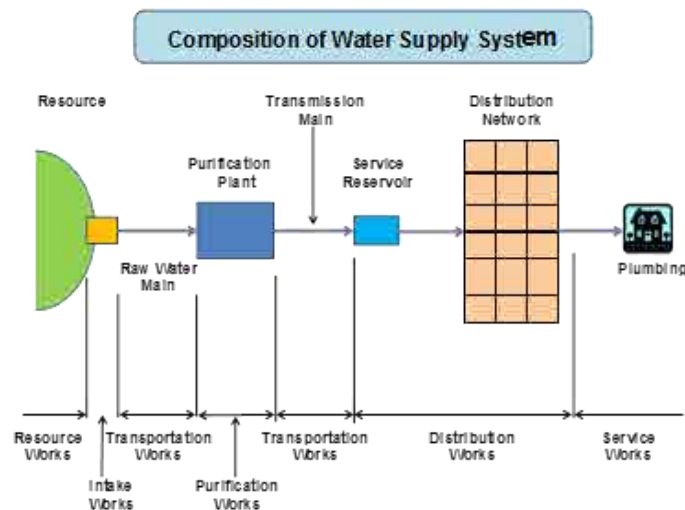 Composition of Water Supply System
Resource
Transmission
Main
Distribution
Network
Purification
Plant
Service
Reservoir
Raw Water
Main
Plumbing
Resource
Works
Transportation
Works
Transportation
Works
Distribution
Works
Service
Works
Intake
Works
Purification
Works